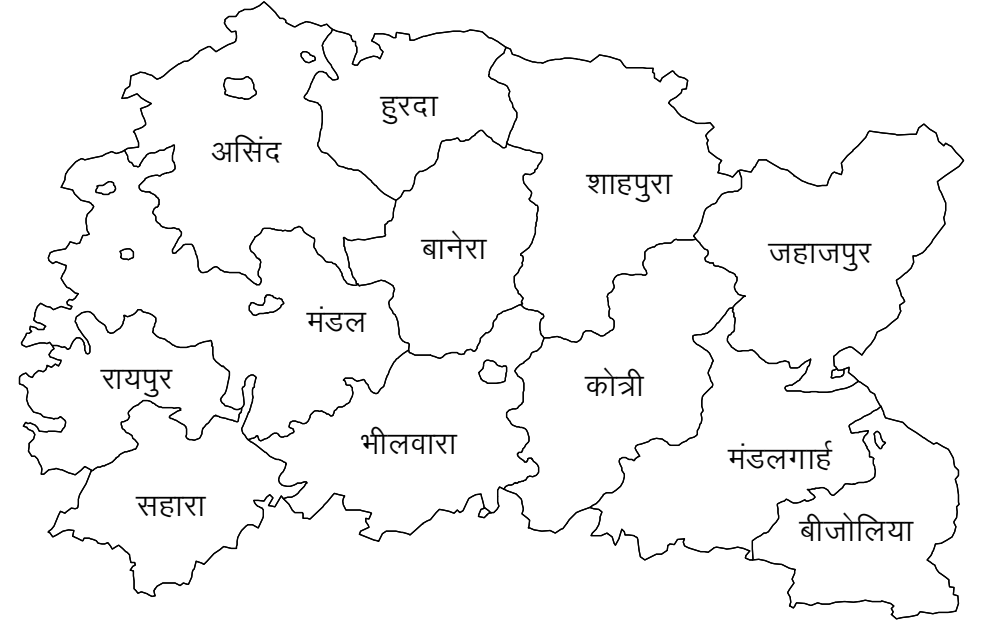 हुरदा
असिंद
शाहपुरा
बानेरा
जहाजपुर
मंडल
रायपुर
कोत्री
भीलवारा
मंडलगार्ह
सहारा
बीजोलिया